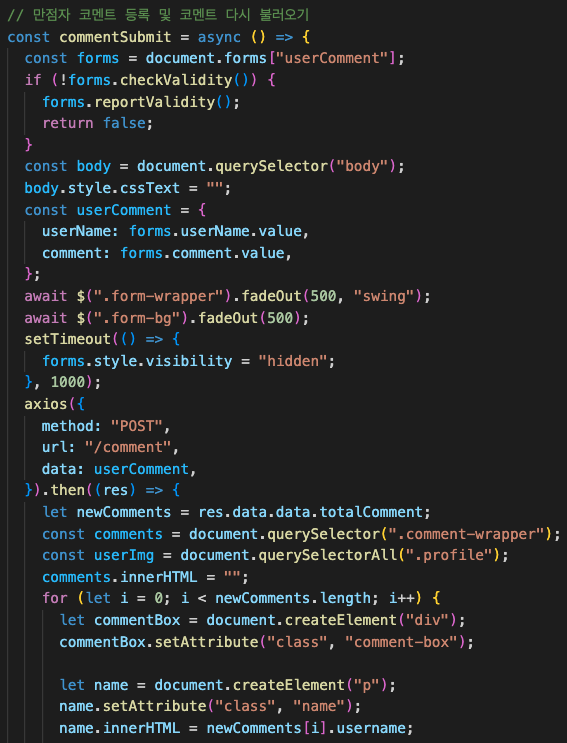 // 만점자 코멘트 등록 및 코멘트 다시 불러오기
const commentSubmit = async () => {
  const forms = document.forms["userComment"];
  if (!forms.checkValidity()) {
    forms.reportValidity();
    return false;
  }
  const body = document.querySelector("body");
  body.style.cssText = "";
  const userComment = {
    userName: forms.userName.value,
    comment: forms.comment.value,
  };
  await $(".form-wrapper").fadeOut(500, "swing");
  await $(".form-bg").fadeOut(500);
  setTimeout(() => {
    forms.style.visibility = "hidden";
  }, 1000);
  axios({
    method: "POST",
    url: "/comment",
    data: userComment,
  }).then((res) => {
    let newComments = res.data.data.totalComment;
    const comments = document.querySelector(".comment-wrapper");
    const userImg = document.querySelectorAll(".profile");
    comments.innerHTML = "";
    for (let i = 0; i < newComments.length; i++) {
      let commentBox = document.createElement("div");
      commentBox.setAttribute("class", "comment-box");

      let name = document.createElement("p");
      name.setAttribute("class", "name");
      name.innerHTML = newComments[i].username;